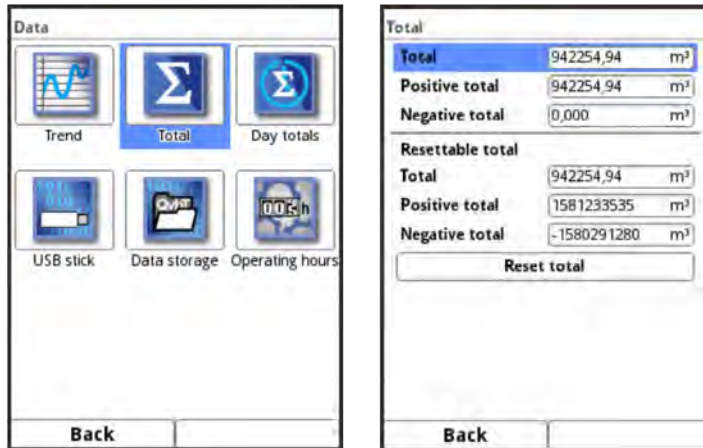 Data
Trend
Total
Day totals
USB stick
Data storage
Operating hours
Back
Total
Total 942254,94 m³
Positive total 942254,94 m³
Negative total 0,000 m³
Resettable total
Total 942254,94 m³
Positive total 1581233535 m³
Negative total -1580291280 m³
Reset total
Back